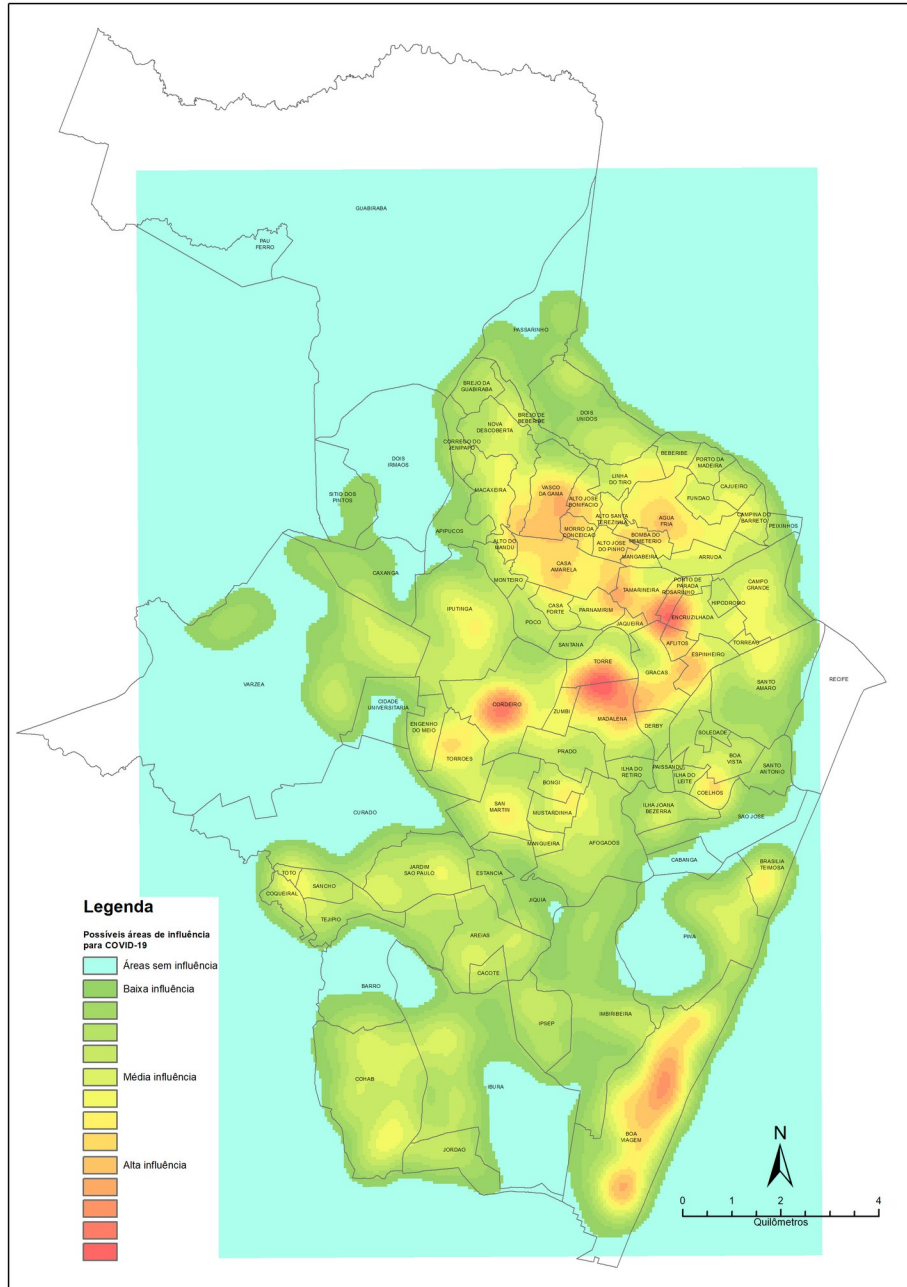 GUABIRABA
PAU
FERRO
PASSARINHO
BREJO DA
GUABIRABA
BREJO DE
BEBERIBE
DOIS
UNIDOS
NOVA
DESCOBERTA
CORREGO DO
JENIPAPO
DOIS
IRMAOS
BEBERIBE
PORTO DA
MADEIRA
LINHA
DO TIRO
CAJUEIRO
FUNDAO
SITIO DOS
PINTOS
MACAXEIRA
VASCO
DA GAMA
ALTO JOSE
BONIFACIO
ALTO SANTA
TEREZINHA
AGUA
FRIA
CAMPINA DO
BARRETO
PEIXINHOS
APIPUCOS
MORRO DA
CONCEICAO
BOMBA DO
HEMETERIO
ALTO DO
MANDU
ALTO JOSE
DO PINHO
MANGABEIRA
ARRUDA
CASA
AMARELA
CAXANGA
MONTEIRO
TAMARINEIRA
PONTO DE
PARADA
ROSARINHO
CAMPO
GRANDE
IPUTINGA
CASA
FORTE
PARNAMIRIM
HIPODROMO
ENCRUZILHADA
POCO
JAQUEIRA
SANTANA
AFLITOS
TORREAO
ESPINHEIRO
TORRE
GRACAS
RECIFE
SANTO
AMARO
VARZEA
CIDADE
UNIVERSITARIA
CORDEIRO
ZUMBI
MADALENA
DERBY
ENGENHO
DO MEIO
SOLEDADE
TORROES
PRADO
BOA
VISTA
SANTO
ANTONIO
ILHA DO
RETIRO
PAISSANDU
ILHA DO
LEITE
BONGI
COELHOS
SAN
MARTIN
MUSTARDINHA
ILHA JOANA
BEZERRA
SAO JOSE
CURADO
MANGUEIRA
AFOGADOS
CABANGA
BRASILIA
TEIMOSA
TOTO
SANCHO
COQUEIRAL
JARDIM
SAO PAULO
ESTANCIA
JIQUIA
TEJIPIO
AREIAS
PINA
CACOTE
BARRO
IPSEP
IMBIRIBEIRA
COHAB
IBURA
BOA
VIAGEM
JORDAO
Legenda
Possíveis áreas de influência
para COVID-19
Áreas sem influência
Baixa influência
Média influência
Alta influência
N
0 1 2 4
Quilômetros